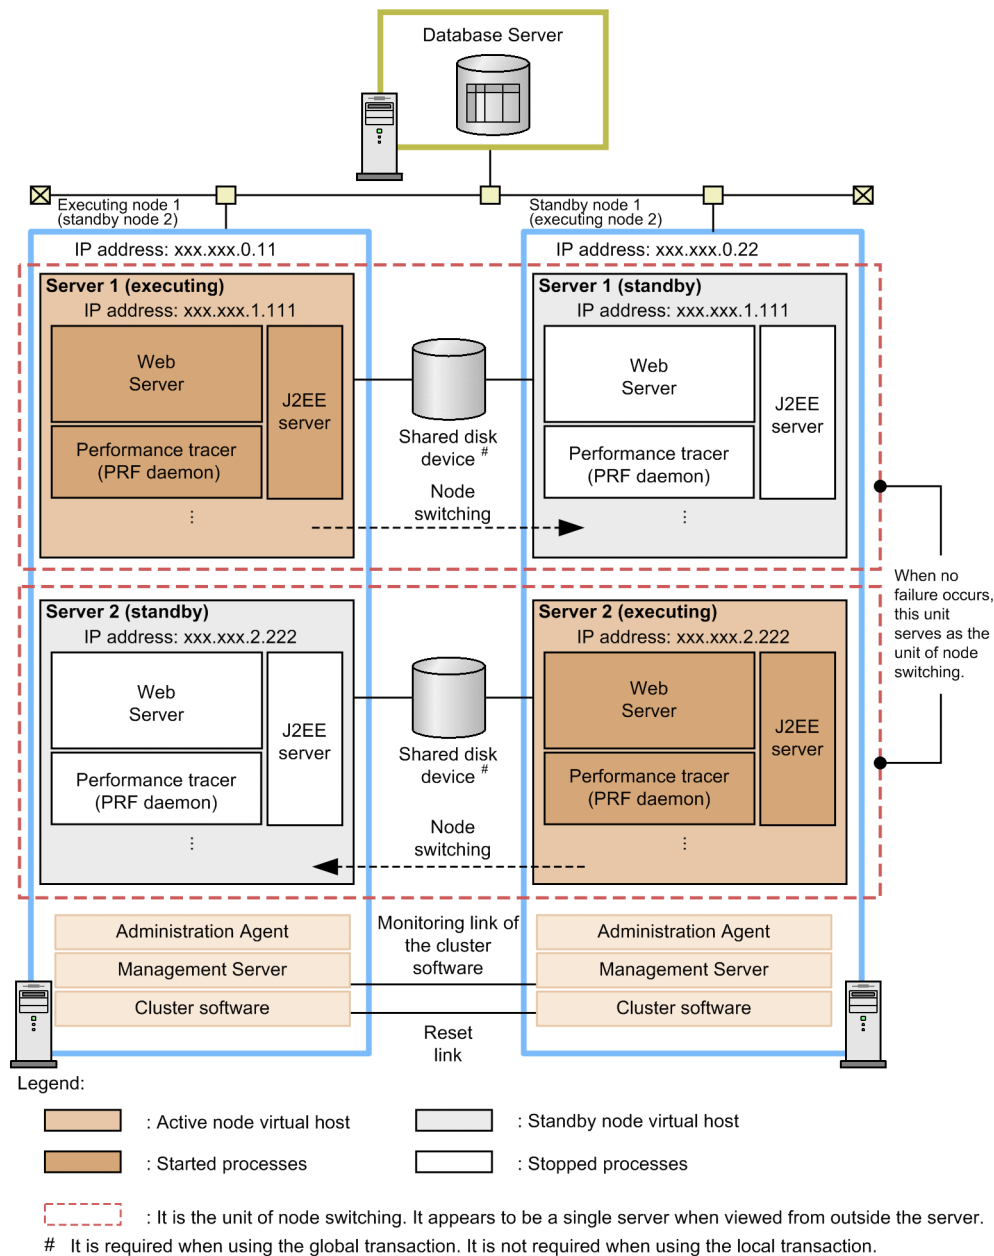 Database Server
Executing node 1
(standby node 2)
Standby node 1
(executing node 2)
IP address: xxx.xxx.0.11
IP address: xxx.xxx.0.22
Server 1 (executing)
IP address: xxx.xxx.1.111
Web
Server
J2EE
server
Performance tracer
(PRF daemon)
⋮
Shared disk
device #
Node
switching
Server 1 (standby)
IP address: xxx.xxx.1.111
Web
Server
J2EE
server
Performance tracer
(PRF daemon)
⋮
When no
failure occurs,
this unit
serves as the
unit of node
switching.
Server 2 (standby)
IP address: xxx.xxx.2.222
Web
Server
J2EE
server
Performance tracer
(PRF daemon)
⋮
Shared disk
device #
Node
switching
Server 2 (executing)
IP address: xxx.xxx.2.222
Web
Server
J2EE
server
Performance tracer
(PRF daemon)
⋮
Administration Agent
Management Server
Cluster software
Monitoring link of
the cluster
software
Reset
link
Administration Agent
Management Server
Cluster software
Legend:
: Active node virtual host
: Standby node virtual host
: Started processes
: Stopped processes
: It is the unit of node switching. It appears to be a single server when viewed from outside the server.
# It is required when using the global transaction. It is not required when using the local transaction.